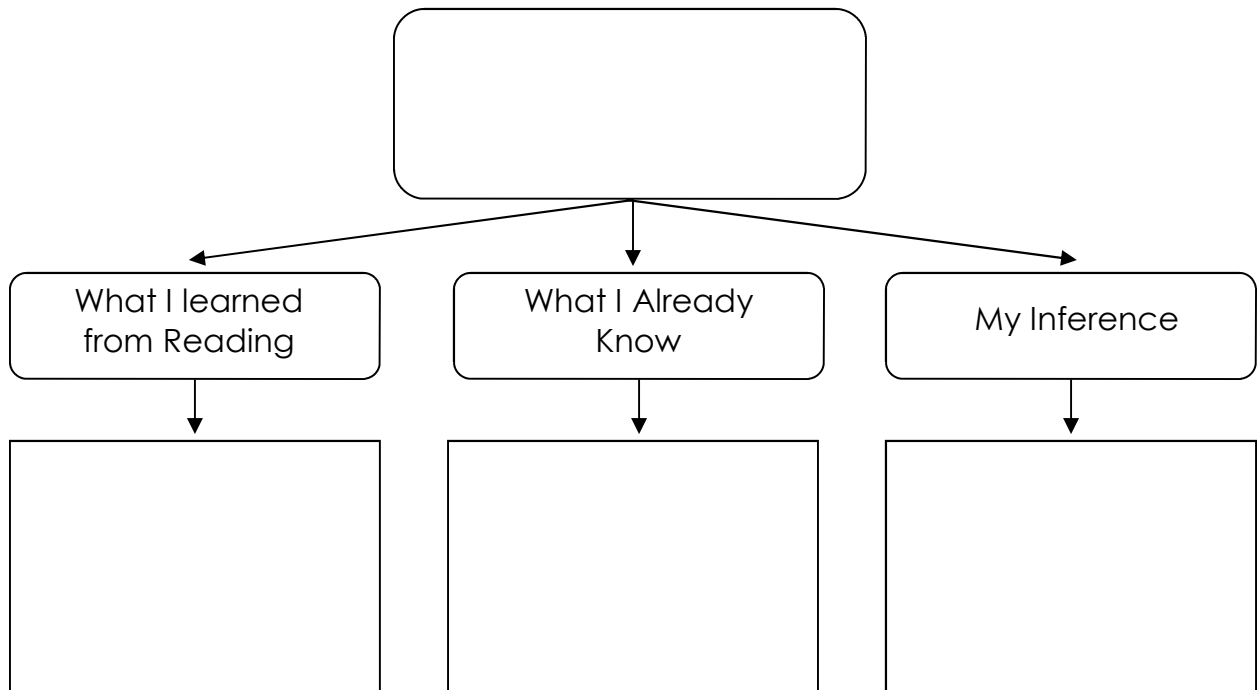 What I learned
from Reading
What I Already
Know
My Inference